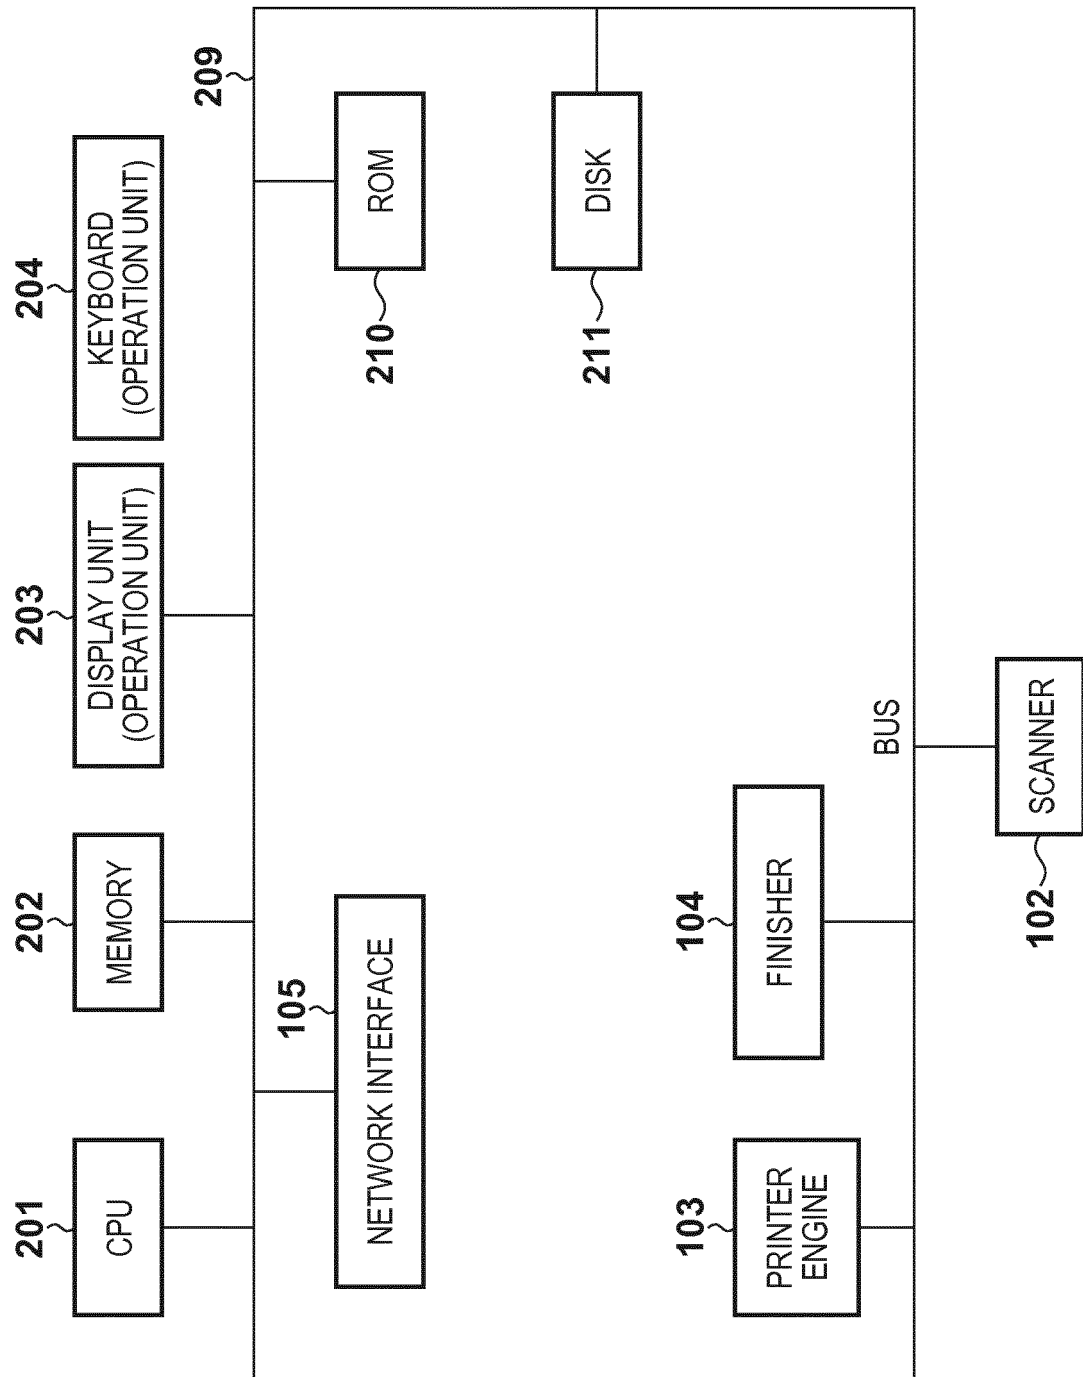 201
CPU
202
MEMORY
203
DISPLAY UNIT
(OPERATION UNIT)
204
KEYBOARD
(OPERATION UNIT)
209
105
NETWORK INTERFACE
ROM
210
DISK
211
103
PRINTER
ENGINE
104
FINISHER
BUS
SCANNER
102